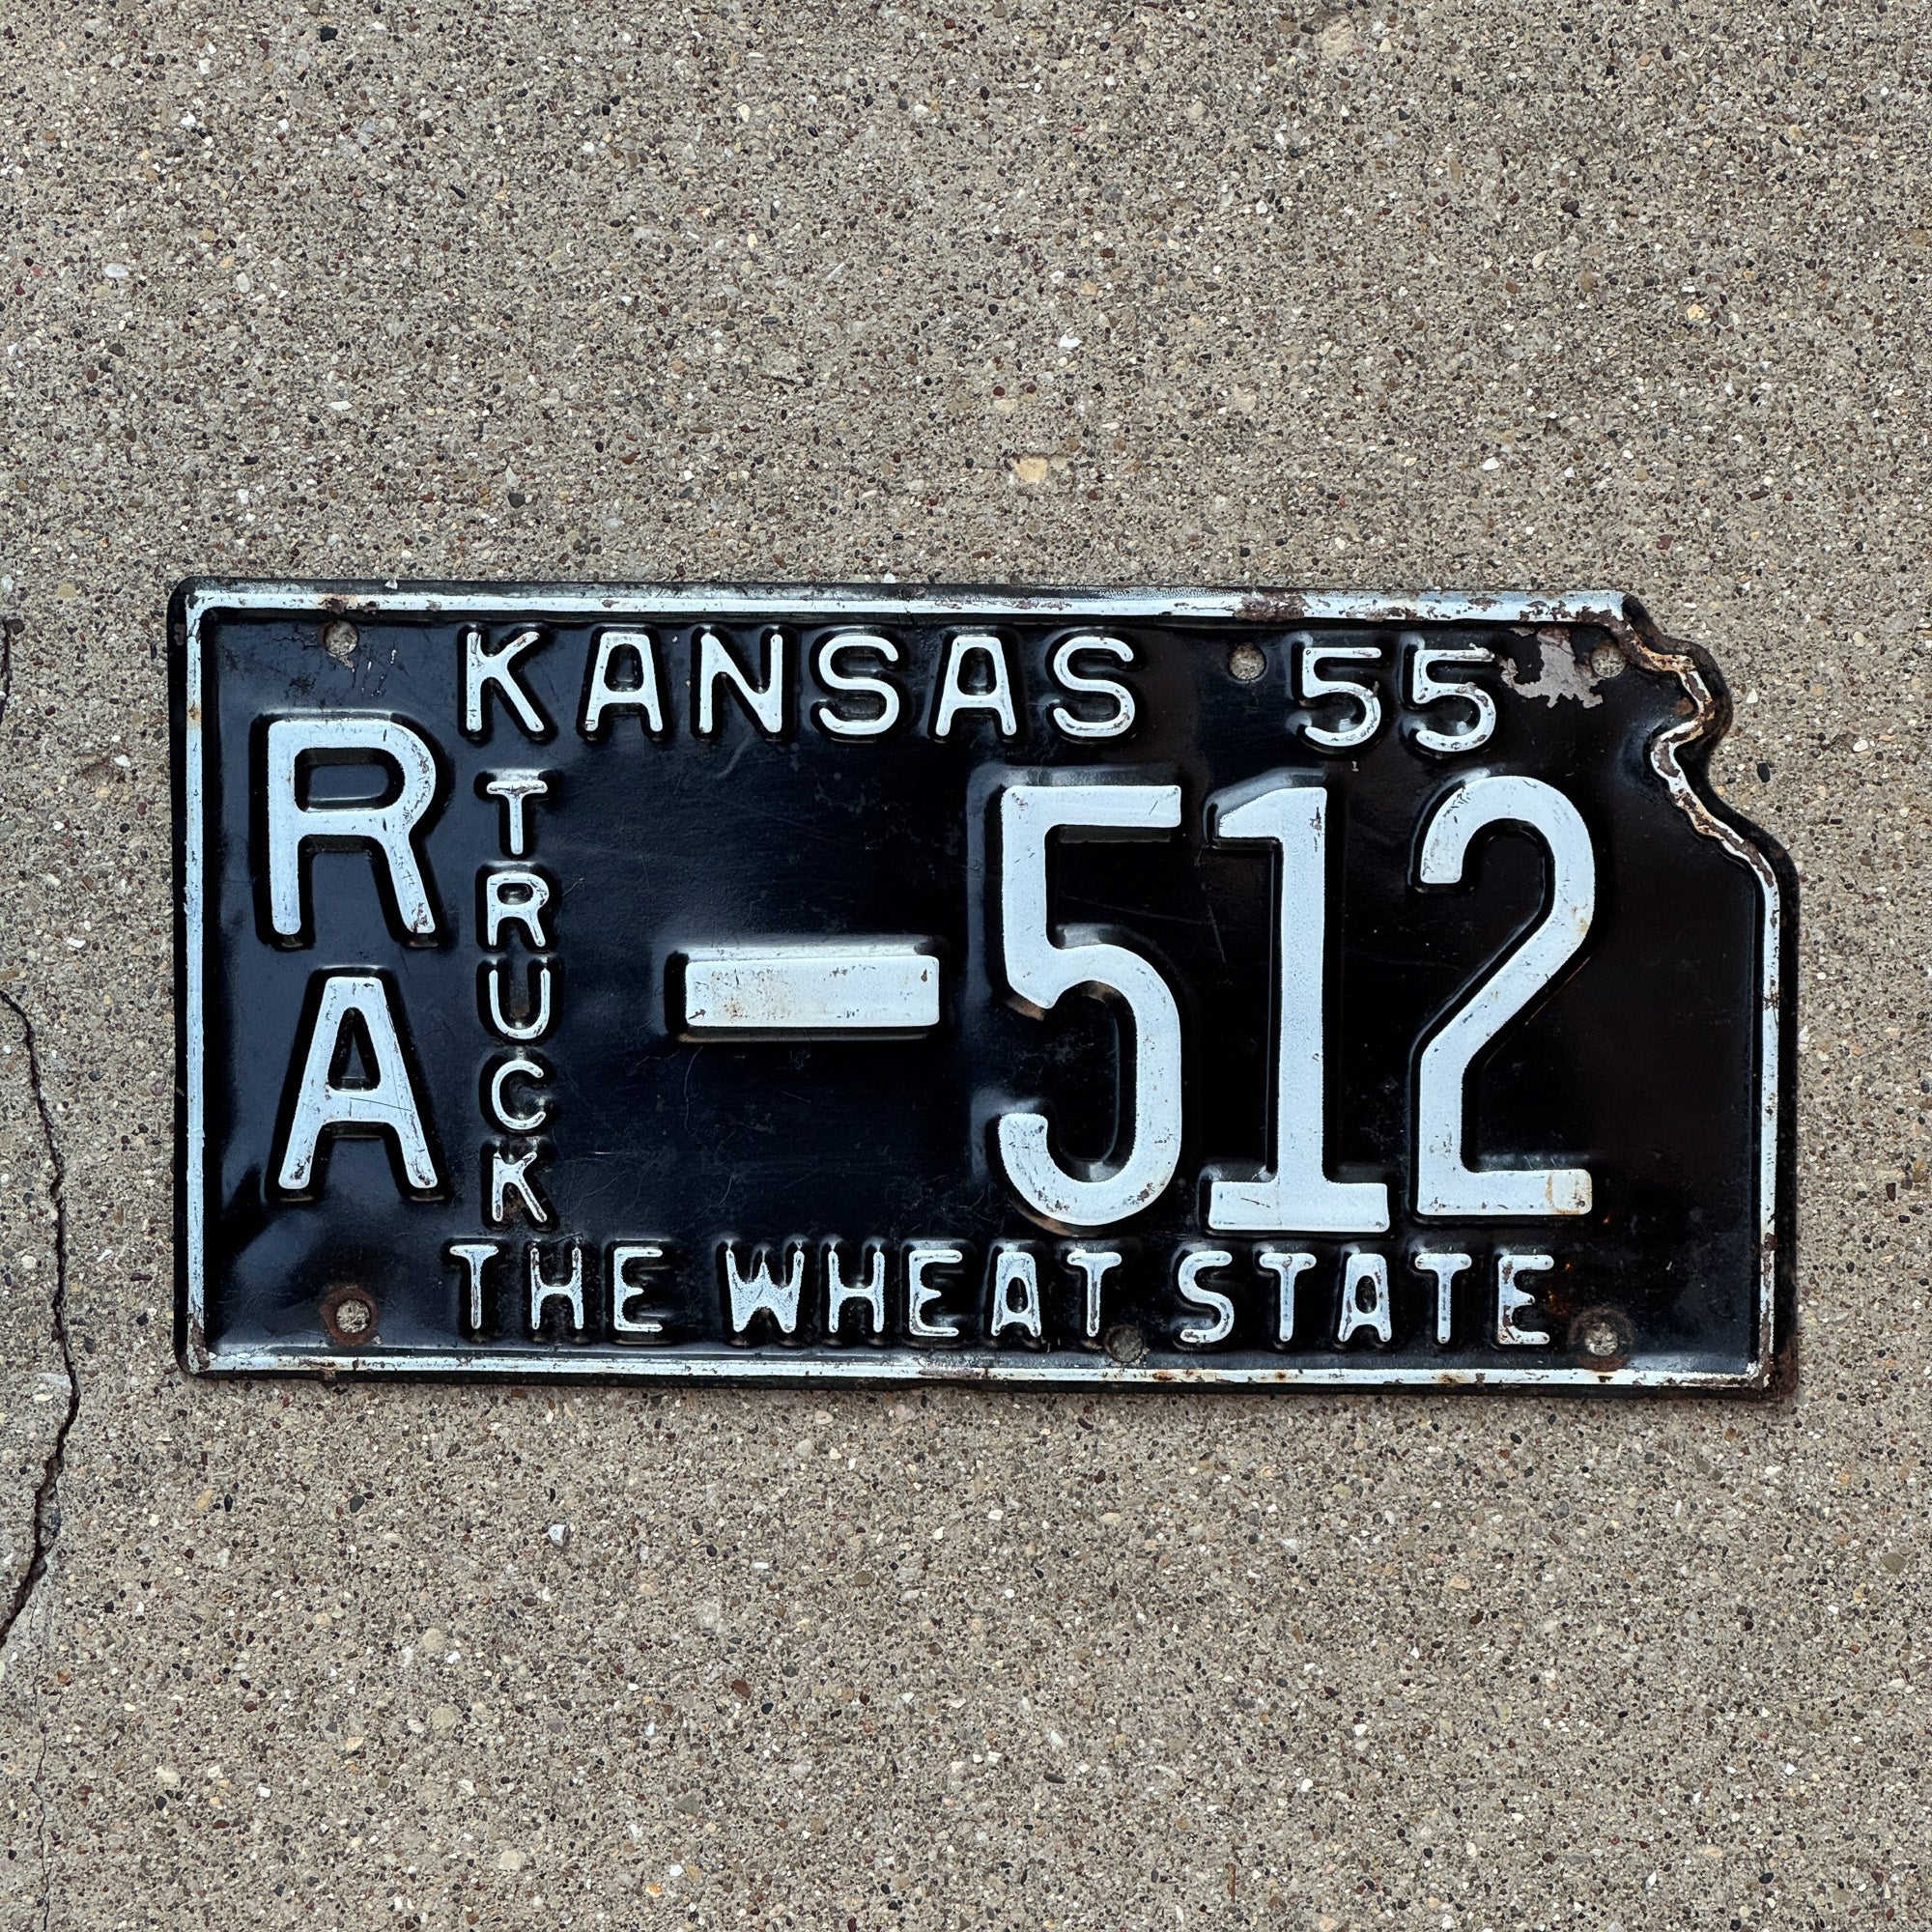 KANSAS 55
RA
TRUCK
-512
THE WHEAT STATE